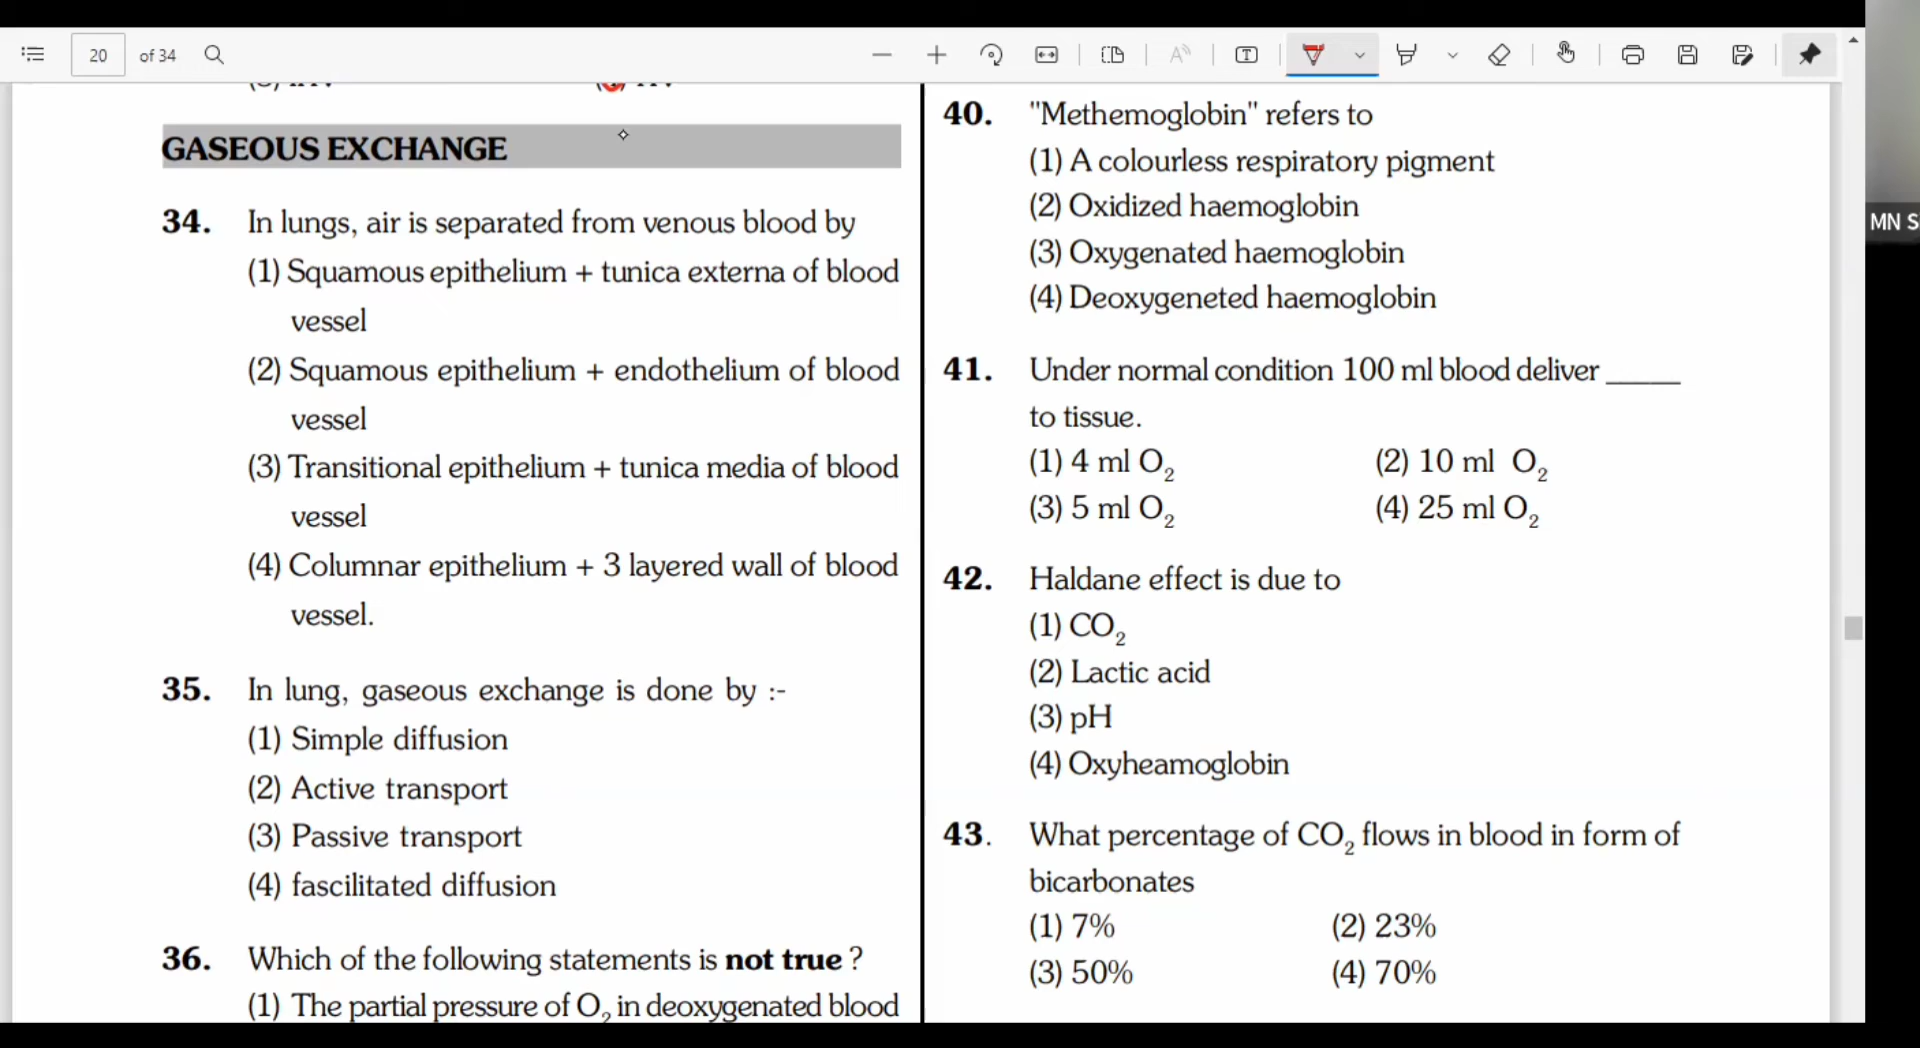 20 of 34
GASEOUS EXCHANGE
34. In lungs, air is separated from venous blood by
(1) Squamous epithelium + tunica externa of blood
vessel
(2) Squamous epithelium + endothelium of blood
vessel
(3) Transitional epithelium + tunica media of blood
vessel
(4) Columnar epithelium + 3 layered wall of blood
vessel.
35. In lung, gaseous exchange is done by :-
(1) Simple diffusion
(2) Active transport
(3) Passive transport
(4) fascilitated diffusion
36. Which of the following statements is not true ?
(1) The partial pressure of O₂ in deoxygenated blood
40. "Methemoglobin" refers to
(1) A colourless respiratory pigment
(2) Oxidized haemoglobin
(3) Oxygenated haemoglobin
(4) Deoxygeneted haemoglobin
41. Under normal condition 100 ml blood deliver _____
to tissue.
(1) 4 ml O₂ (2) 10 ml O₂
(3) 5 ml O₂ (4) 25 ml O₂
42. Haldane effect is due to
(1) CO₂
(2) Lactic acid
(3) pH
(4) Oxyheamoglobin
43. What percentage of CO₂ flows in blood in form of
bicarbonates
(1) 7% (2) 23%
(3) 50% (4) 70%
MN S